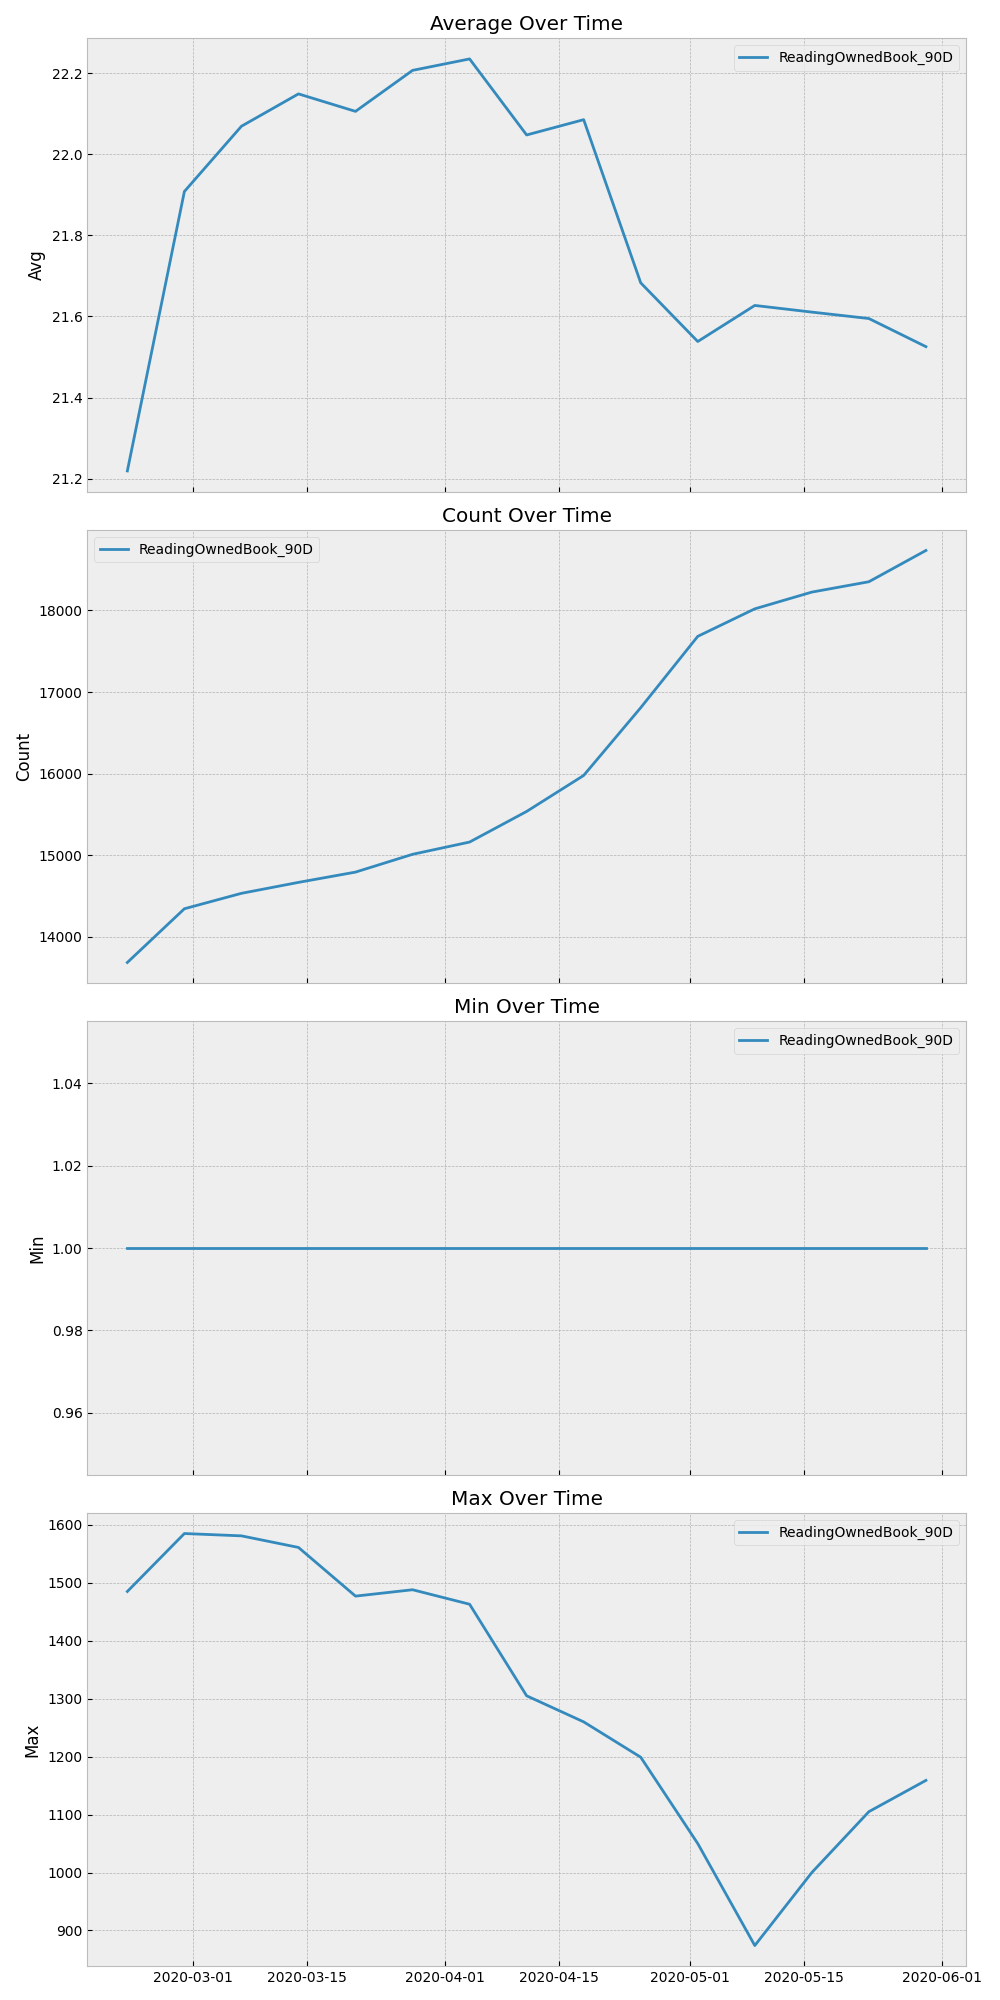 Average Over Time
ReadingOwnedBook_90D
22.2
22.0
21.8
21.6
21.4
21.2
Avg
Count Over Time
ReadingOwnedBook_90D
18000
17000
16000
15000
14000
Count
Min Over Time
ReadingOwnedBook_90D
1.04
1.02
1.00
0.98
0.96
Min
Max Over Time
ReadingOwnedBook_90D
1600
1500
1400
1300
1200
1100
1000
900
Max
2020-03-01 2020-03-15 2020-04-01 2020-04-15 2020-05-01 2020-05-15 2020-06-01